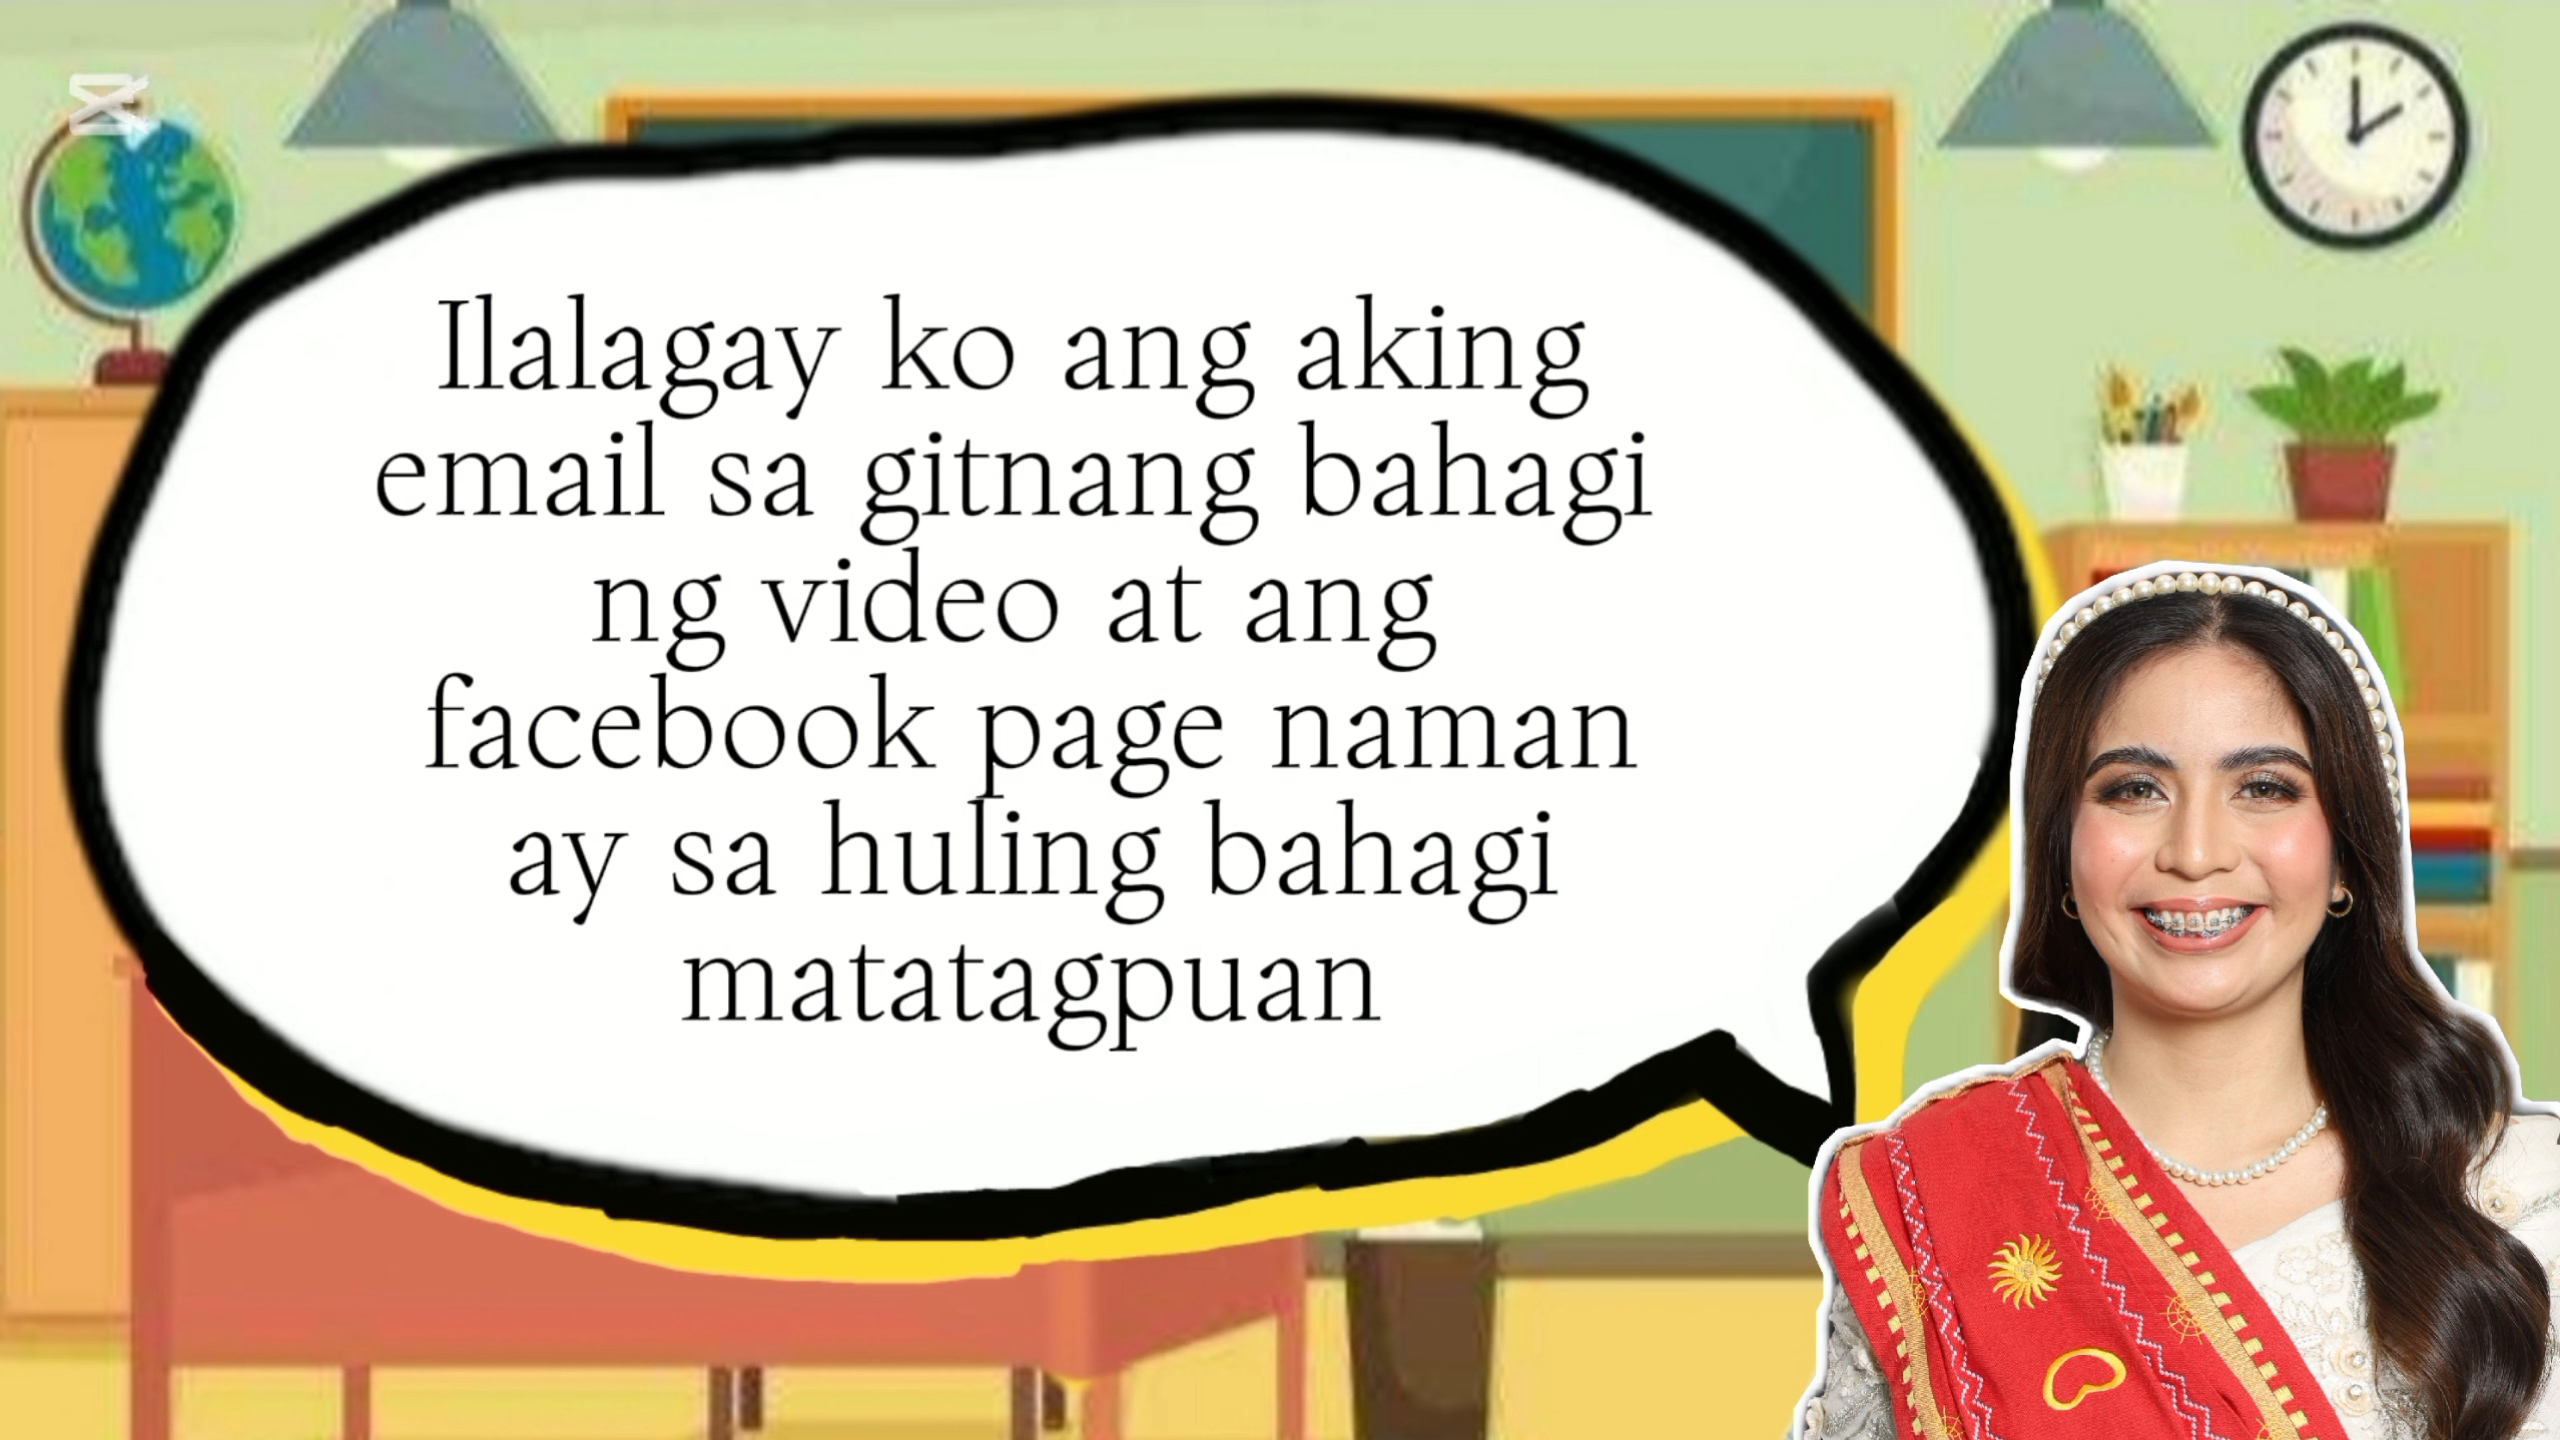 Ilalagay ko ang aking
email sa gitnang bahagi
ng video at ang
facebook page naman
ay sa huling bahagi
matatagpuan